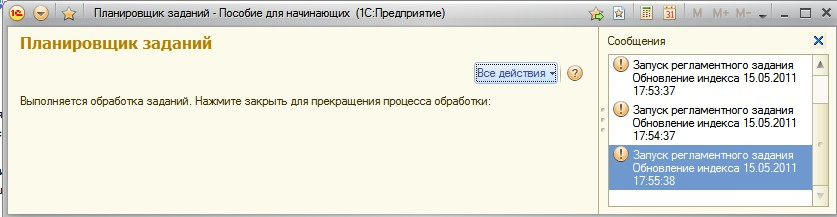 Планировщик заданий - Пособие для начинающих (1С:Предприятие)
M M+ M-
Планировщик заданий
Все действия
?
Выполняется обработка заданий. Нажмите закрыть для прекращения процесса обработки:
Сообщения
Запуск регламентного задания
Обновление индекса 15.05.2011
17:53:37
Запуск регламентного задания
Обновление индекса 15.05.2011
17:54:37
Запуск регламентного задания
Обновление индекса 15.05.2011
17:55:38